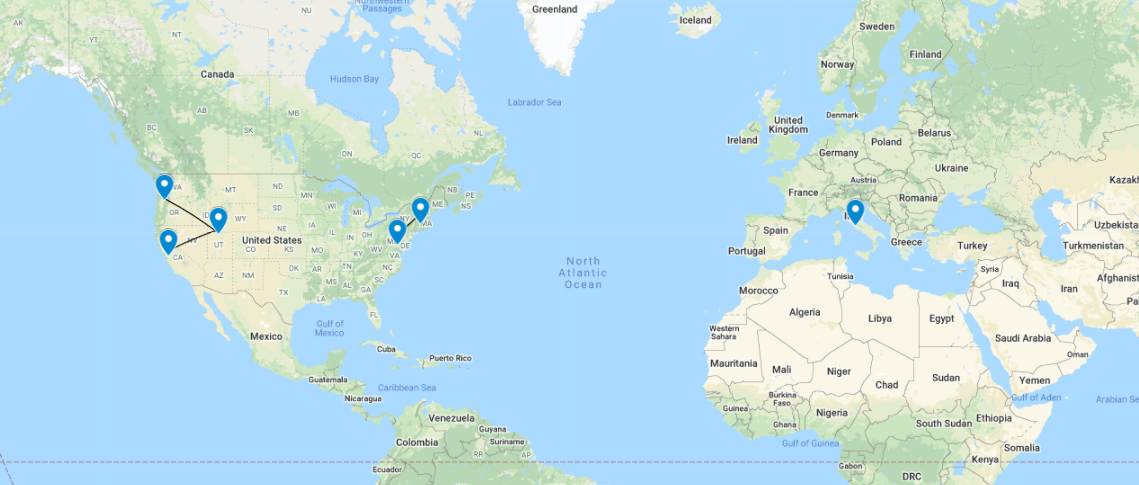 Northwestern
Passages
NU
Greenland
Iceland
Sweden
Finland
Norway
NT
YT
Canada
Hudson Bay
Labrador Sea
AB
MB
BC
SK
NL
ON
QC
Denmark
United
Kingdom
Ireland
Belarus
Poland
Germany
Ukraine
Austria
France
Romania
Kazakh
WA
MT
ND
OR
ID
WY
MN
SD
WI
MI
NY
NB
PE
ME
NS
MA
Spain
Portugal
Greece
Turkey
Uzbekista
Turkmenistan
NV
UT
United States
CO
NE
IA
KS
MO
IL
IN
OH
KY
WV
VA
DE
NC
CA
AZ
NM
OK
AR
TN
SC
TX
LA
MS
AL
GA
FL
North
Atlantic
Ocean
Tunisia
Syria
Iraq
Iran
Afghanist
Pa
Morocco
Algeria
Libya
Egypt
Western
Sahara
Saudi Arabia
Oman
Mexico
Gulf of
Mexico
Cuba
Puerto Rico
Guatemala
Caribbean Sea
Nicaragua
Mauritania
Mali
Niger
Chad
Sudan
Yemen
Gulf of Aden
Arabian Se
Burkina
Faso
Guinea
Ghana
Nigeria
South Sudan
Ethiopia
Somalia
Gulf of Guinea
Venezuela
Guyana
Suriname
Colombia
RR
AP
Ecuador
Gabon
DRC
Kenya